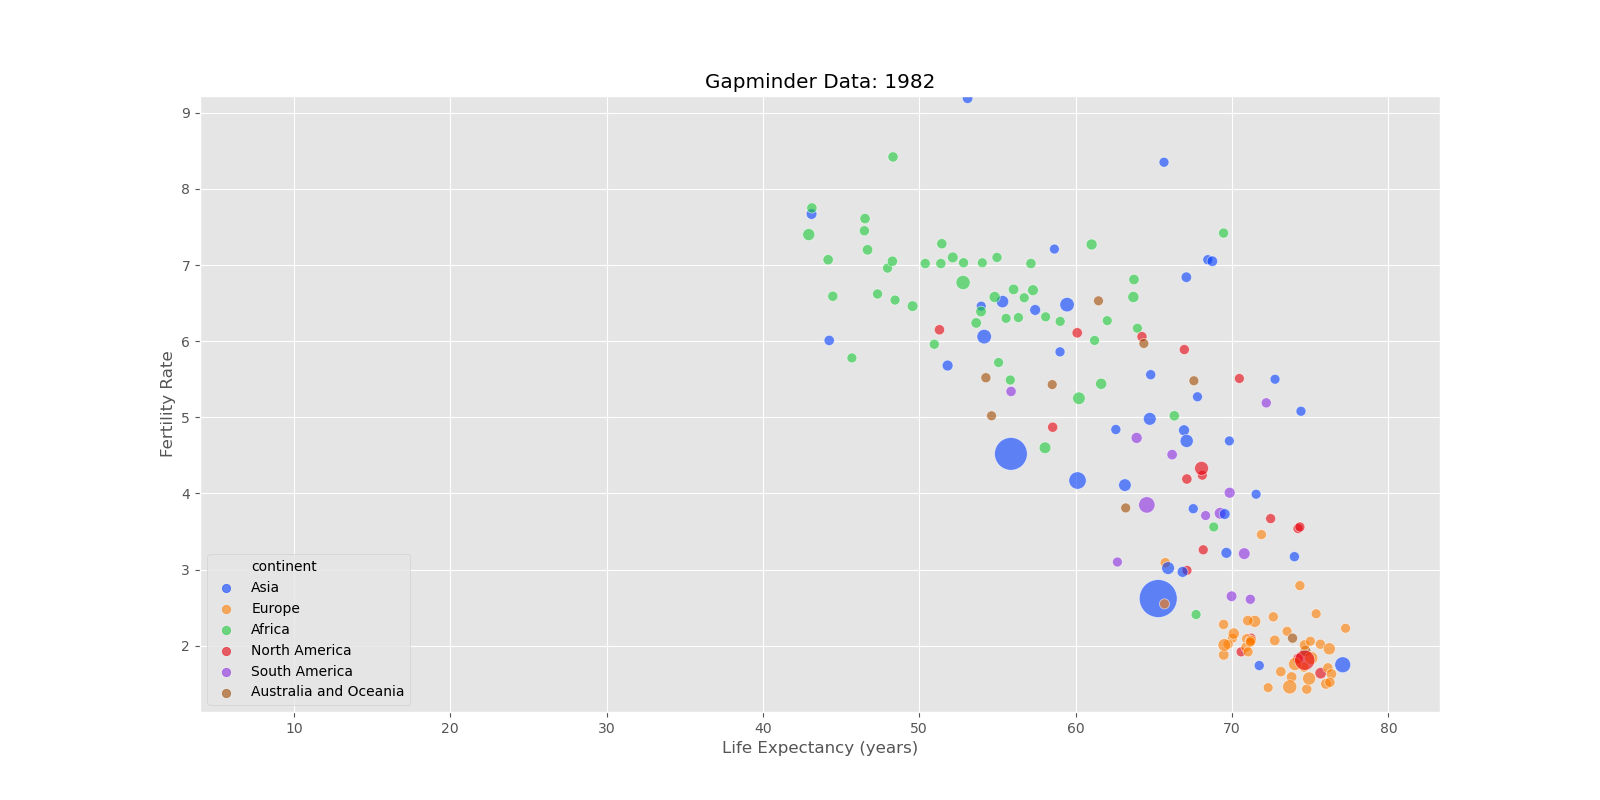 Gapminder Data: 1982
9
8
7
6
5
4
3
2
Fertility Rate
continent
Asia
Europe
Africa
North America
South America
Australia and Oceania
10 20 30 40 50 60 70 80
Life Expectancy (years)